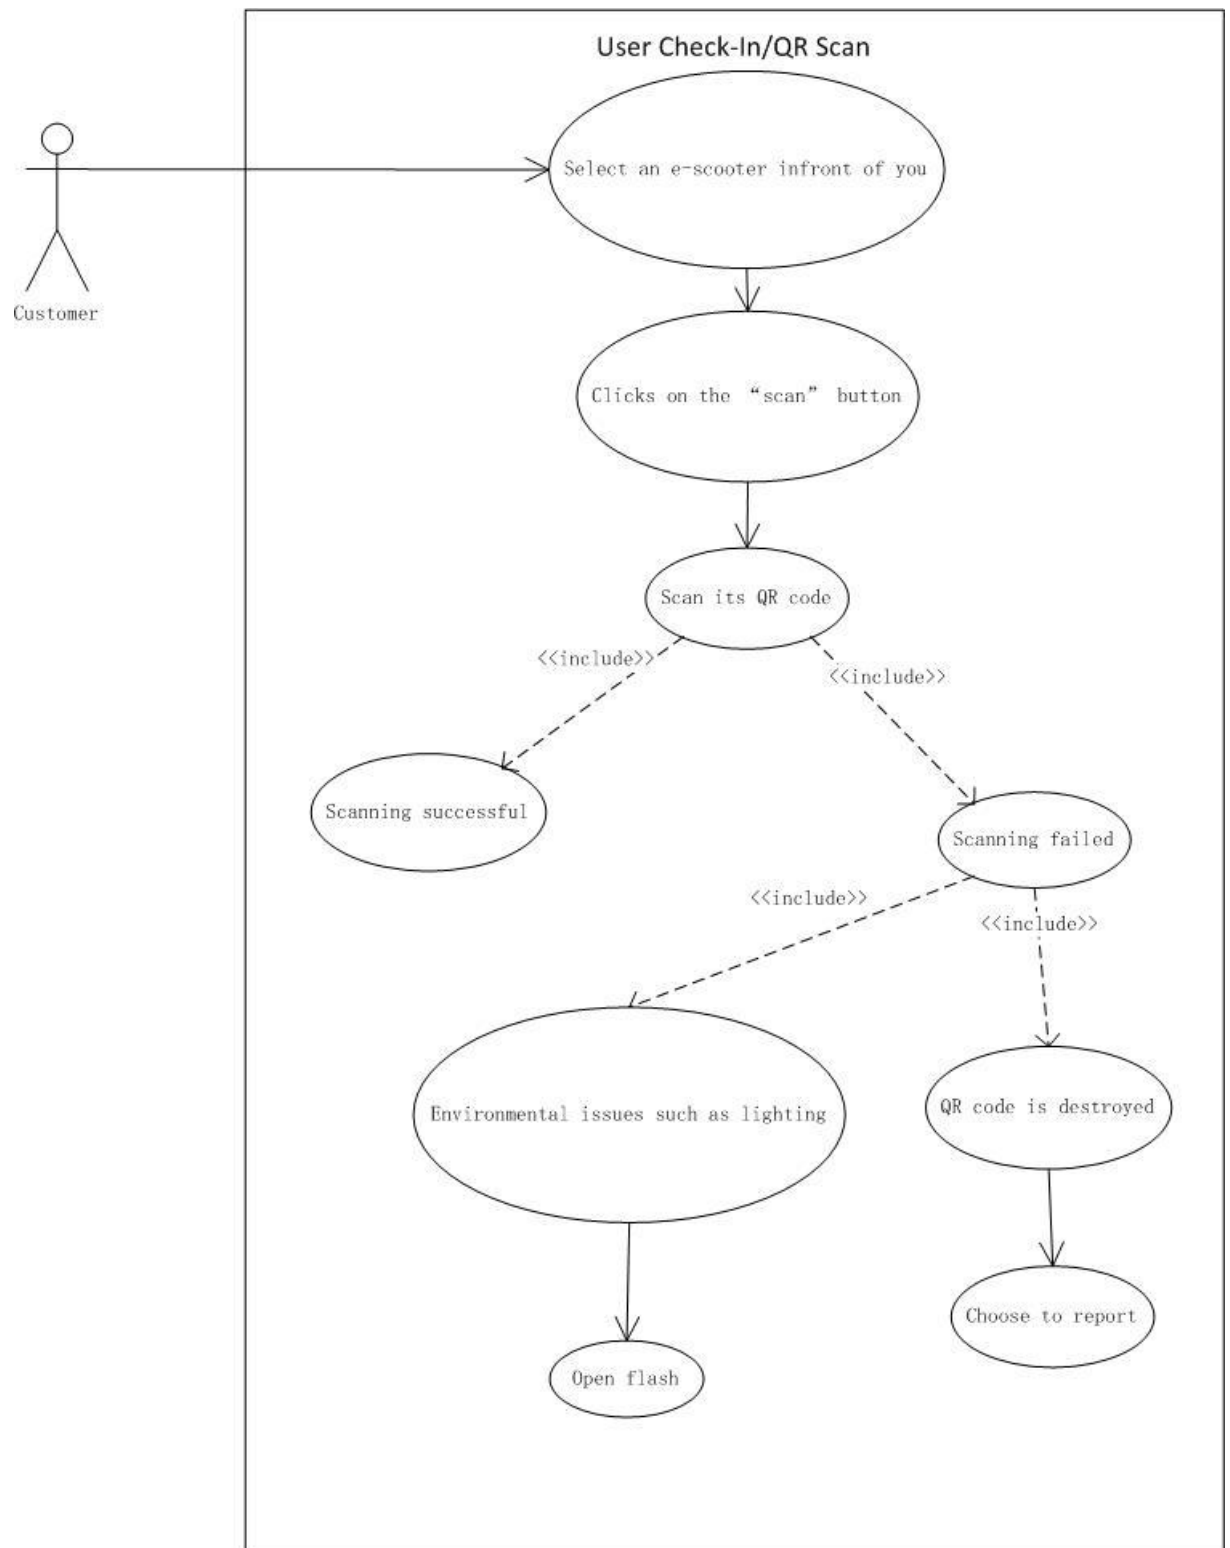 User Check-In/QR Scan
Select an e-scooter infront of you
Customer
Clicks on the “scan” button
Scan its QR code
<<include>>
<<include>>
Scanning successful
Scanning failed
<<include>>
<<include>>
Environmental issues such as lighting
QR code is destroyed
Choose to report
Open flash